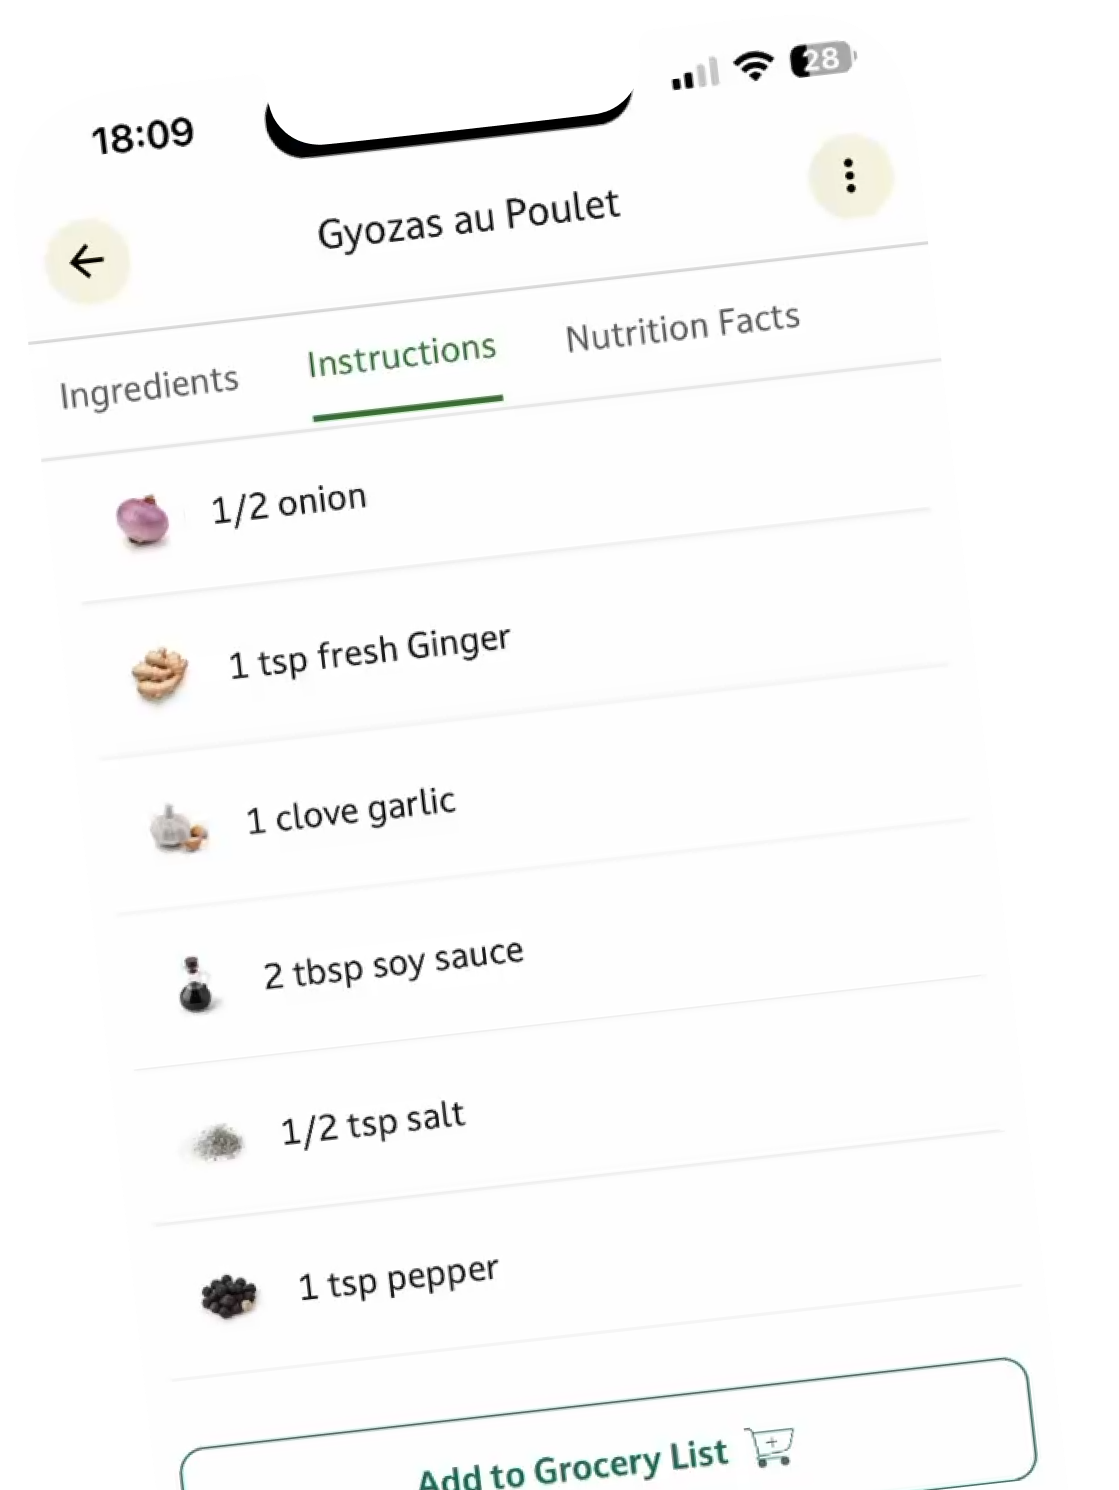 18:09
28
Gyozas au Poulet
Ingredients Instructions Nutrition Facts
1/2 onion
1 tsp fresh Ginger
1 clove garlic
2 tbsp soy sauce
1/2 tsp salt
1 tsp pepper
Add to Grocery List